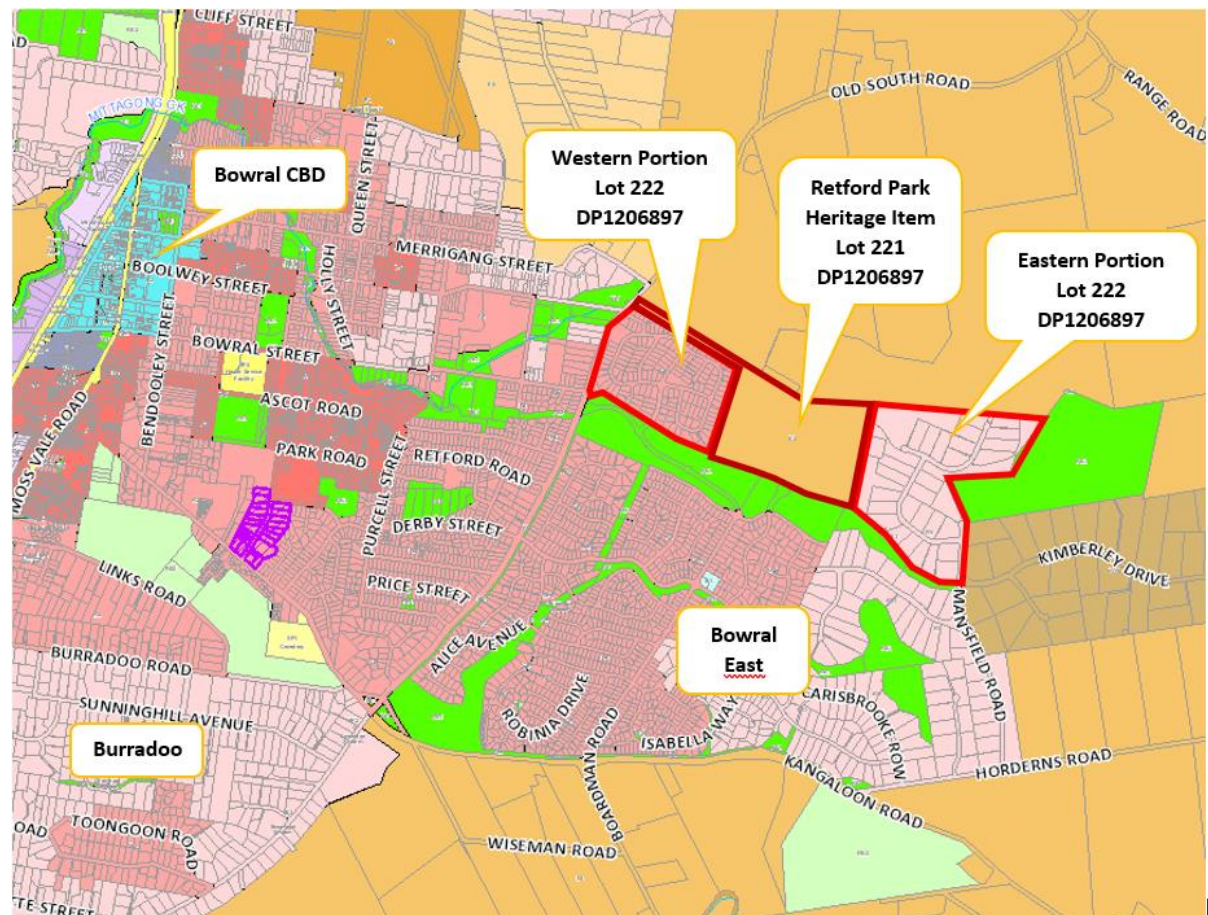 CLIFF STREET
MITTAGONG CK
OLD SOUTH ROAD
RANGE ROAD
Bowral CBD
QUEEN STREET
Western Portion
Lot 222
DP1206897
Retford Park
Heritage Item
Lot 221
DP1206897
Eastern Portion
Lot 222
DP1206897
MERRIGANG STREET
HOLLY STREET
BOOLWEY STREET
BENDOOLEY STREET
BOWRAL STREET
ASCOT ROAD
MOSS VALE ROAD
PARK ROAD
RETFORD ROAD
PURCELL STREET
DERBY STREET
LINKS ROAD
PRICE STREET
KIMBERLEY DRIVE
MANSFIELD ROAD
ALICE AVENUE
Bowral
East
BURRADOO ROAD
SUNNINGHILL AVENUE
ROBINIA DRIVE
BOARDMAN ROAD
ISABELLA WAY
CARISBROOKE ROW
Burradoo
KANGALOON ROAD
HORDERNS ROAD
TOONGOON ROAD
OAD
WISEMAN ROAD
TTE STREET